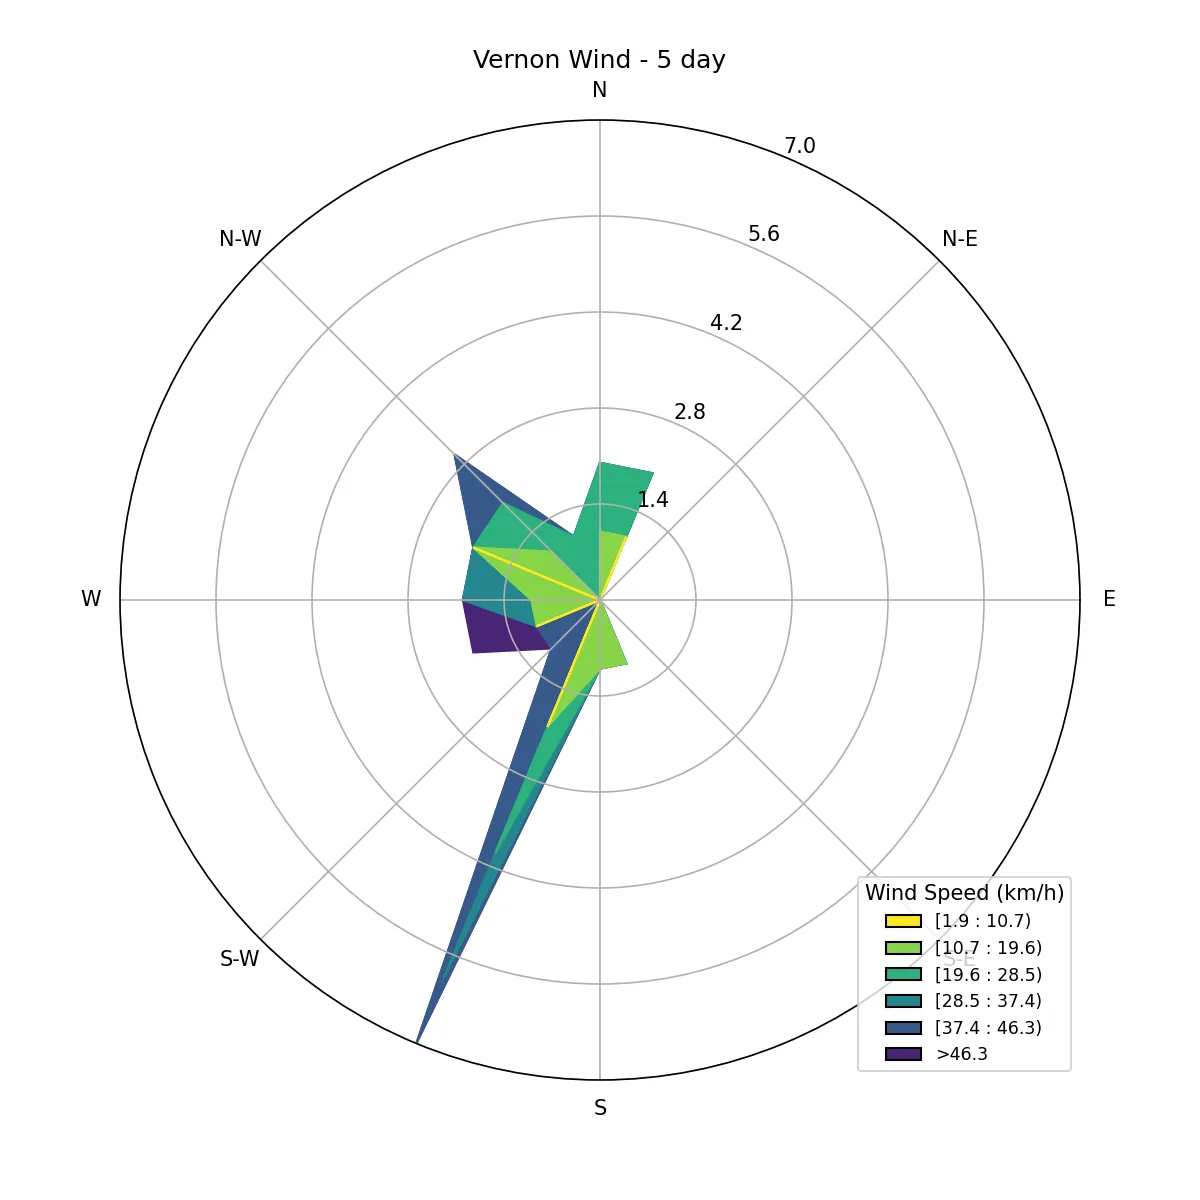 Vernon Wind - 5 day
N
7.0
N-W
5.6
N-E
4.2
2.8
1.4
W
E
S-W
S-E
Wind Speed (km/h)
[1.9 : 10.7)
[10.7 : 19.6)
[19.6 : 28.5)
[28.5 : 37.4)
[37.4 : 46.3)
>46.3
S